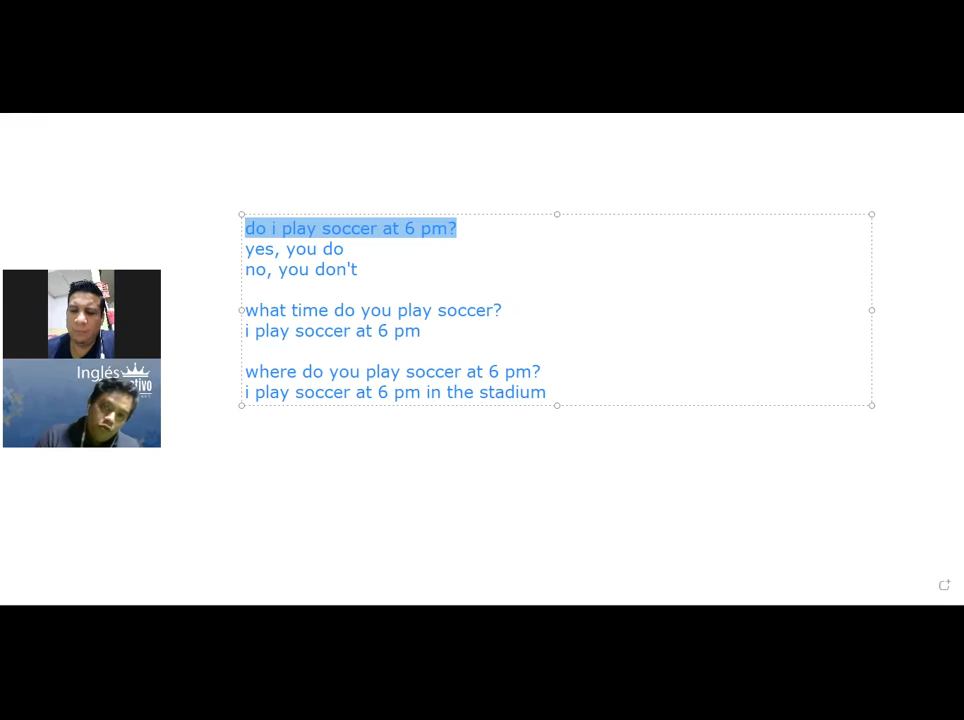 do i play soccer at 6 pm?
yes, you do
no, you don't
what time do you play soccer?
i play soccer at 6 pm
where do you play soccer at 6 pm?
i play soccer at 6 pm in the stadium
Inglés